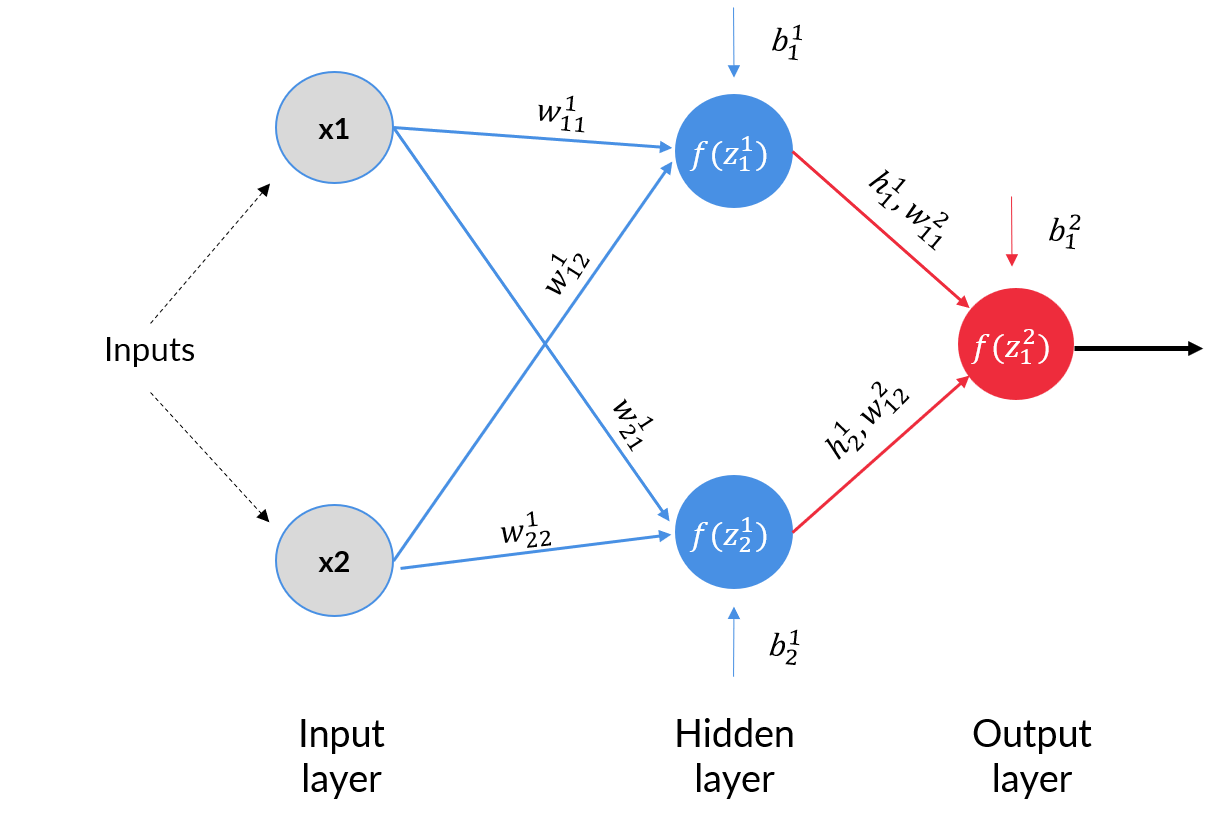 b₁¹
x1
w₁₁¹
f(z₁¹)
h₁¹, w₁₁²
b₁²
w₁₂¹
Inputs
f(z₁²)
w₂₁¹
h₂¹, w₁₂²
w₂₂¹
f(z₂¹)
x2
b₂¹
Input
layer
Hidden
layer
Output
layer